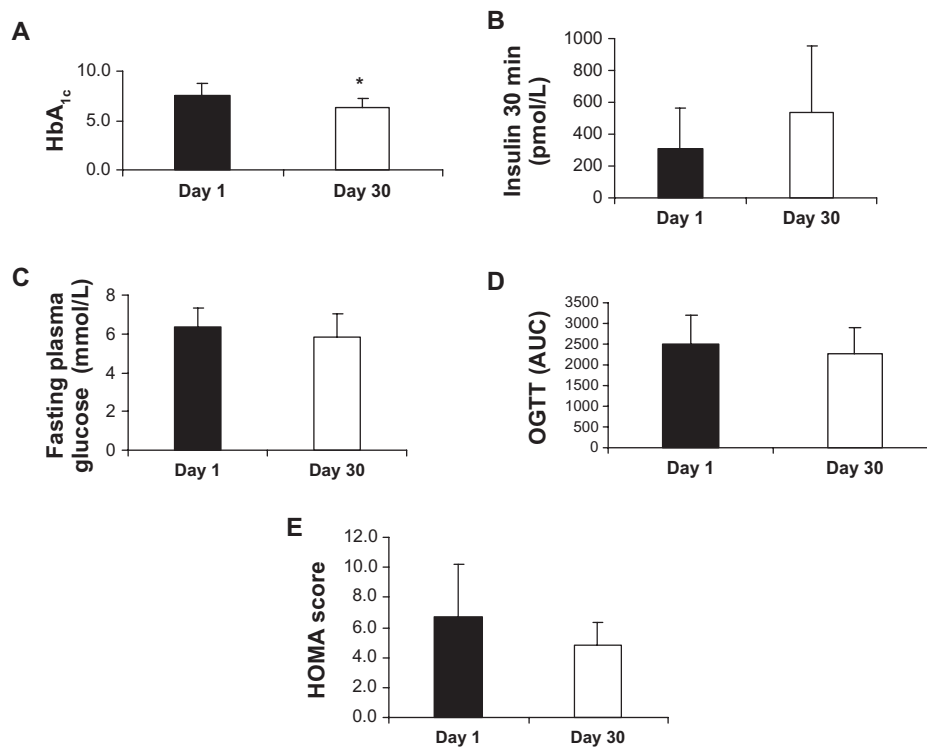 A
HbA1c
10.0
5.0
0.0
*
Day 1
Day 30
B
Insulin 30 min
(pmol/L)
1000
800
600
400
200
0
Day 1
Day 30
C
Fasting plasma
glucose (mmol/L)
8
6
4
2
0
Day 1
Day 30
D
OGTT (AUC)
3500
3000
2500
2000
1500
1000
500
0
Day 1
Day 30
E
HOMA score
12.0
10.0
8.0
6.0
4.0
2.0
0.0
Day 1
Day 30